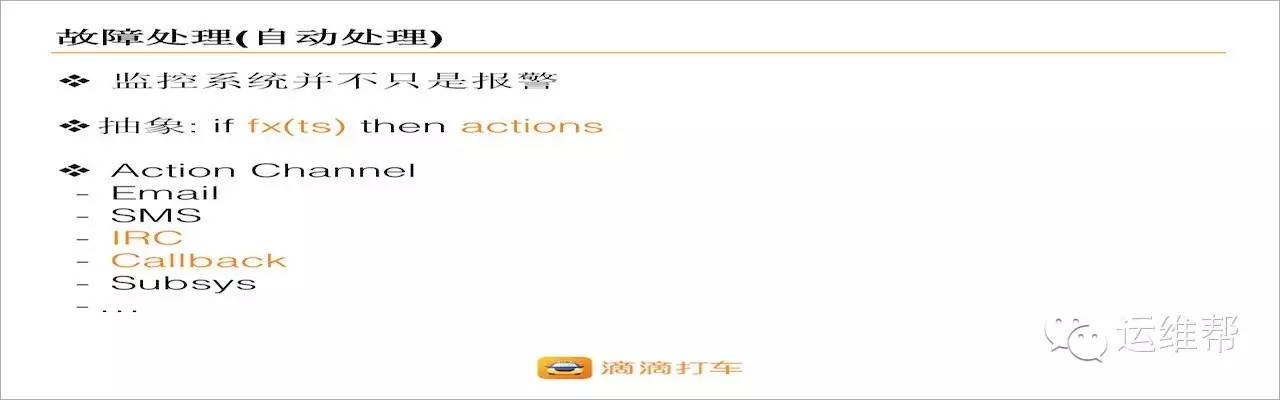 故障处理(自动处理)
❖ 监控系统并不只是报警
❖ 抽象: if fx(ts) then actions
❖ Action Channel
– Email
– SMS
– IRC
– Callback
– Subsys
– ...
运维帮
滴滴打车